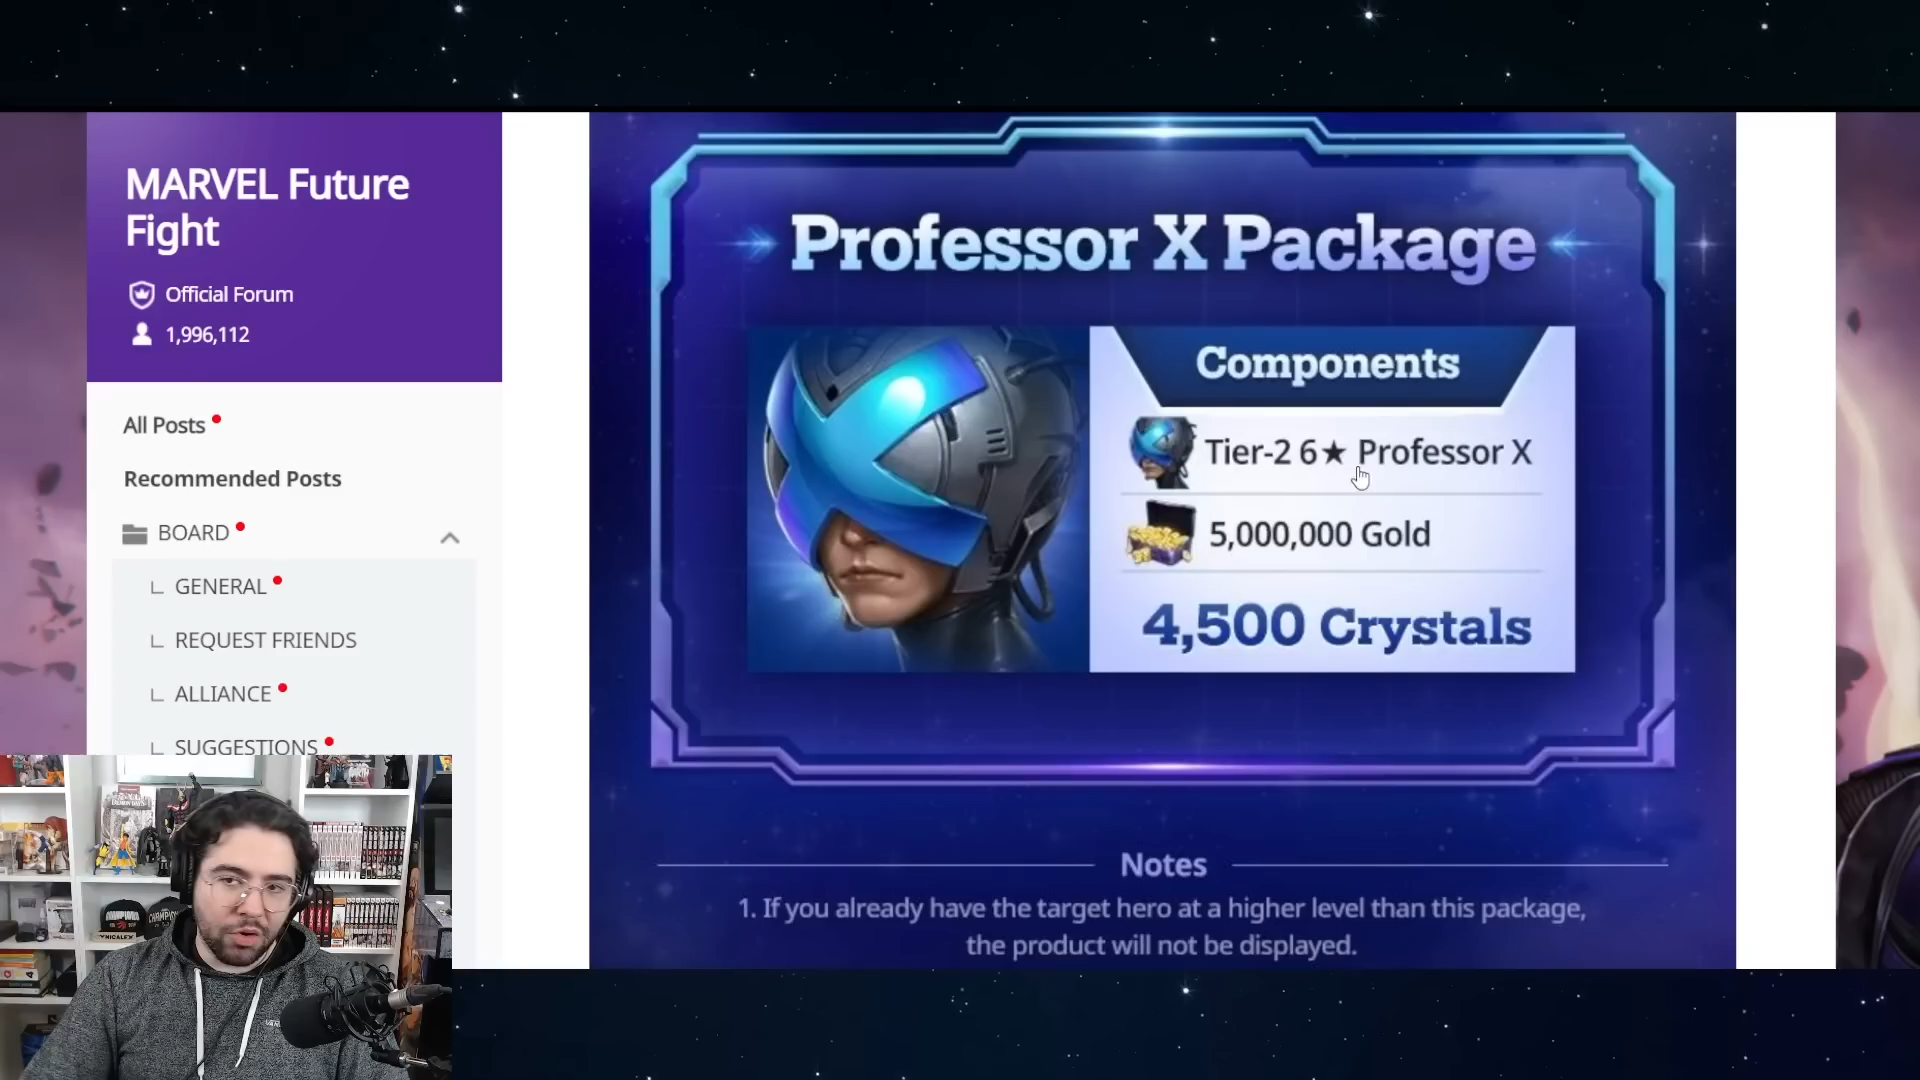 MARVEL Future
Fight
Official Forum
1,996,112
All Posts
Recommended Posts
BOARD
GENERAL
REQUEST FRIENDS
ALLIANCE
SUGGESTIONS
Professor X Package
Components
Tier-2 6★ Professor X
5,000,000 Gold
4,500 Crystals
Notes
1. If you already have the target hero at a higher level than this package,
the product will not be displayed.